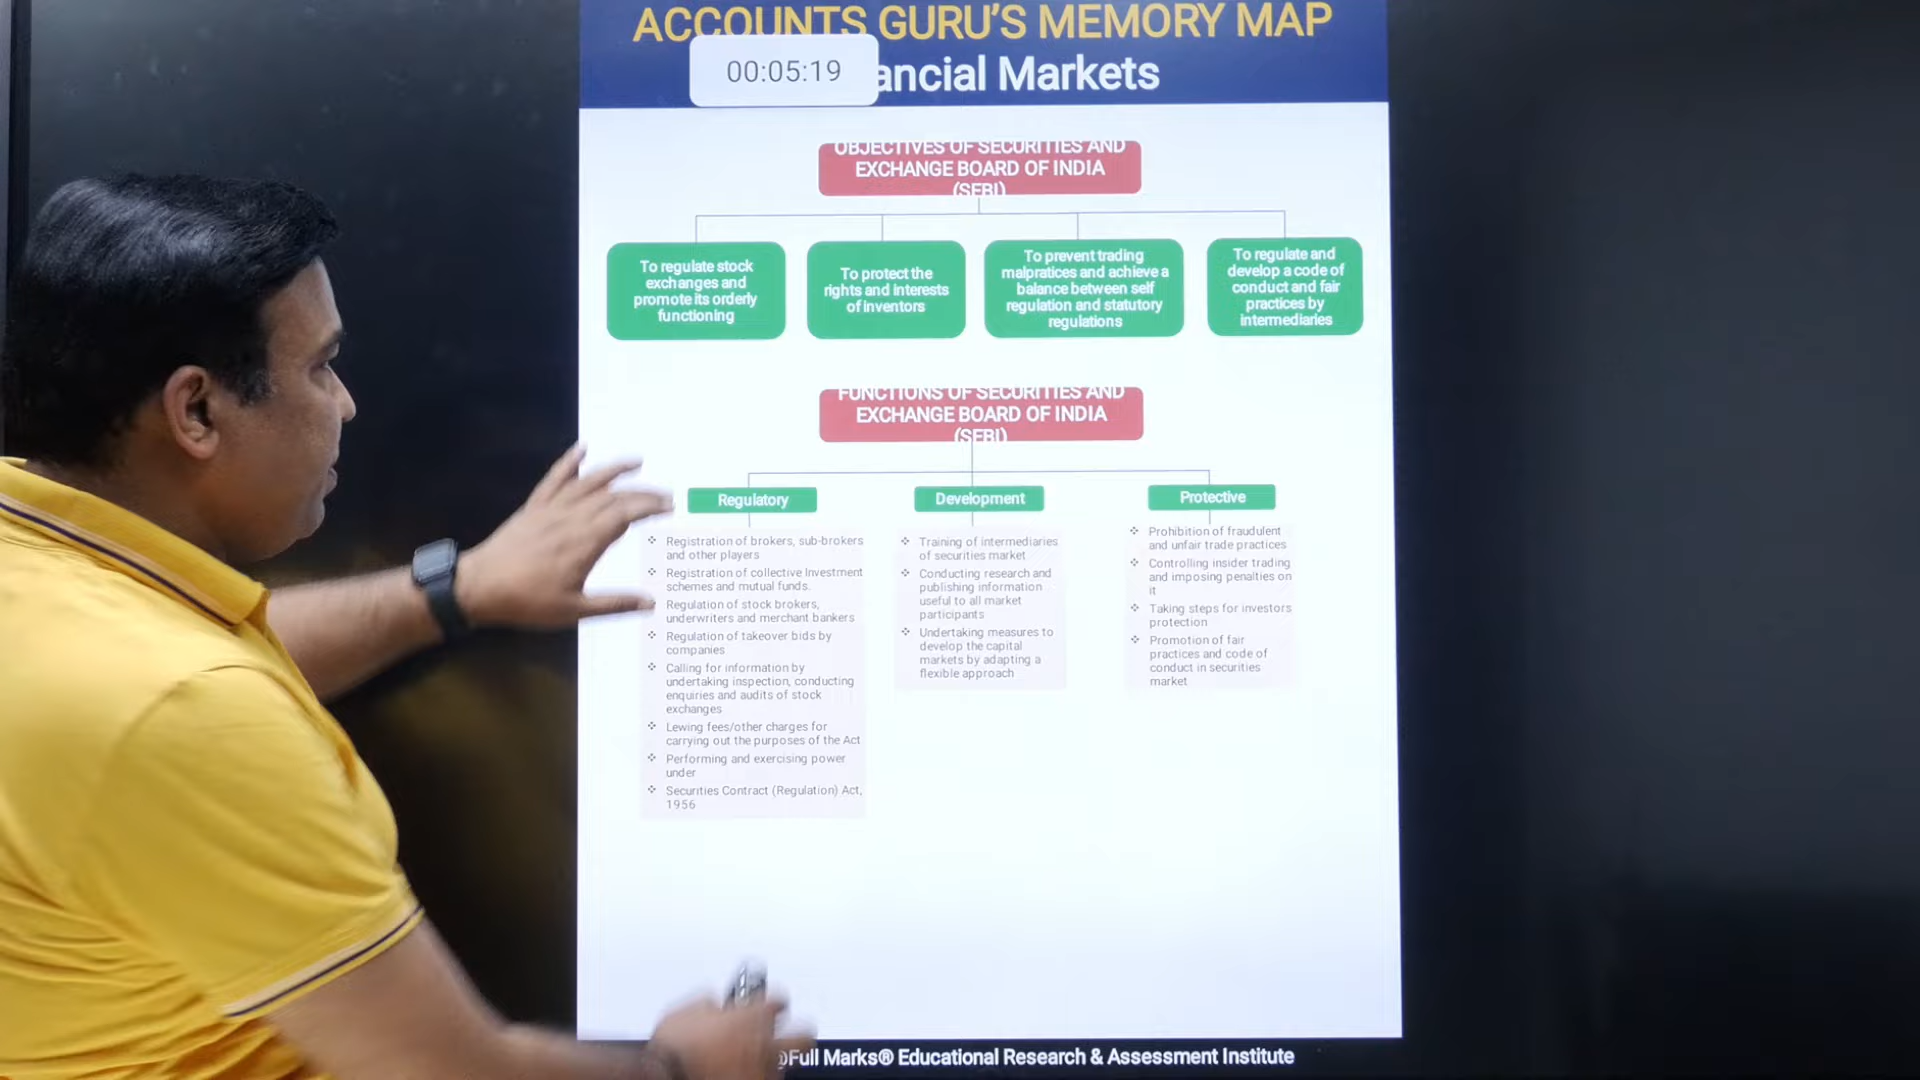 ACCOUNTS GURU'S MEMORY MAP
00:05:19
ancial Markets
OBJECTIVES OF SECURITIES AND
EXCHANGE BOARD OF INDIA
(SEBI)
To regulate stock
exchanges and
promote its orderly
functioning
To protect the
rights and interests
of inventors
To prevent trading
malpratices and achieve a
balance between self
regulation and statutory
regulations
To regulate and
develop a code of
conduct and fair
practices by
intermediaries
FUNCTIONS OF SECURITIES AND
EXCHANGE BOARD OF INDIA
(SEBI)
Regulatory
❖ Registration of brokers, sub-brokers
and other players
❖ Registration of collective Investment
schemes and mutual funds.
❖ Regulation of stock brokers,
underwriters and merchant bankers
❖ Regulation of takeover bids by
companies
❖ Calling for information by
undertaking inspection, conducting
enquiries and audits of stock
exchanges
❖ Lewing fees/other charges for
carrying out the purposes of the Act
❖ Performing and exercising power
under
❖ Securities Contract (Regulation) Act,
1956
Development
❖ Training of intermediaries
of securities market
❖ Conducting research and
publishing information
useful to all market
participants
❖ Undertaking measures to
develop the capital
markets by adapting a
flexible approach
Protective
❖ Prohibition of fraudulent
and unfair trade practices
❖ Controlling insider trading
and imposing penalties on
it
❖ Taking steps for investors
protection
❖ Promotion of fair
practices and code of
conduct in securities
market
@Full Marks® Educational Research & Assessment Institute